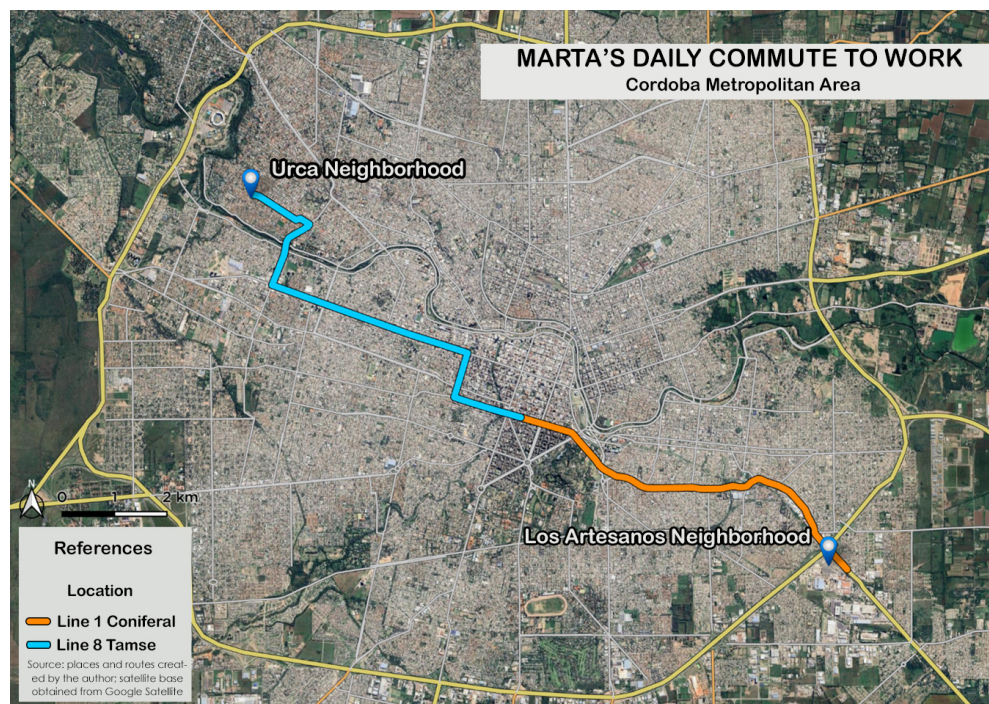 MARTA'S DAILY COMMUTE TO WORK
Cordoba Metropolitan Area
Urca Neighborhood
Los Artesanos Neighborhood
N
0 1 2 km
References
Location
Line 1 Coniferal
Line 8 Tamse
Source: places and routes creat-
ed by the author; satellite base
obtained from Google Satellite